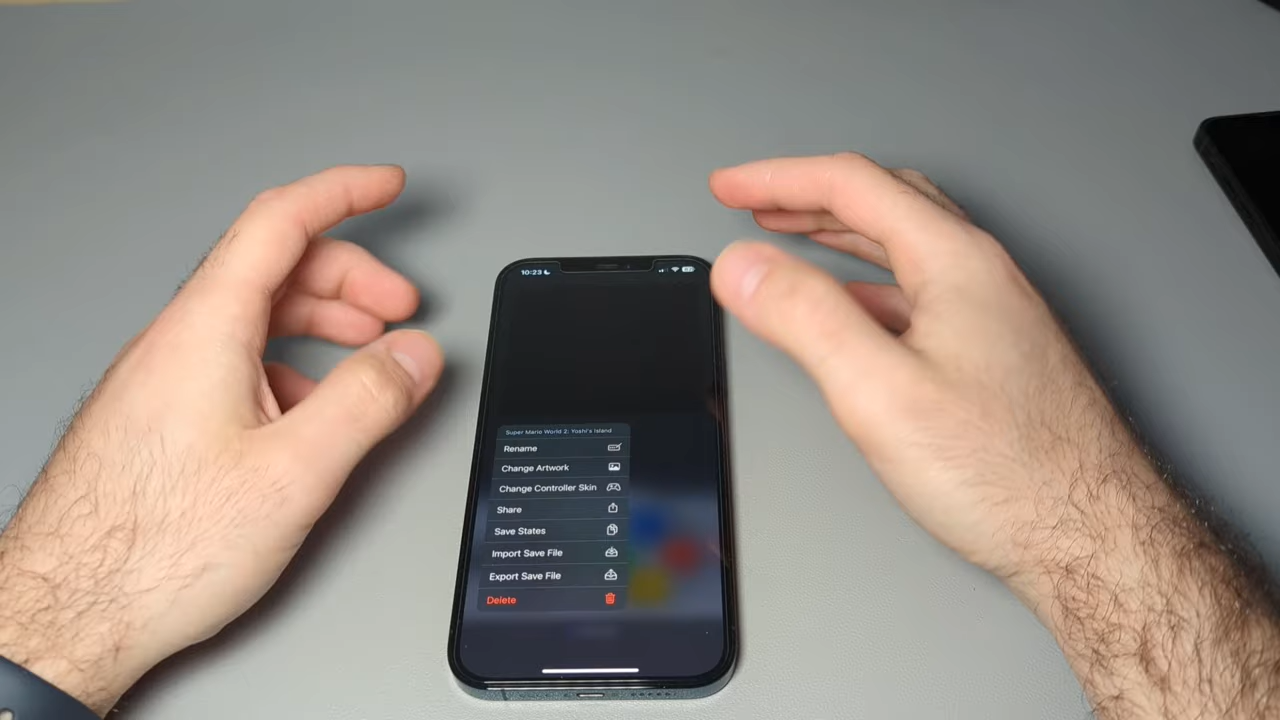 10:23
Super Mario World 2: Yoshi's Island
Rename
Change Artwork
Change Controller Skin
Share
Save States
Import Save File
Export Save File
Delete